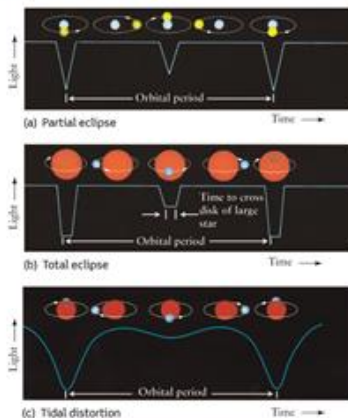 Light
Orbital period
(a) Partial eclipse
Time
Light
Time to cross
disk of large
star
Orbital period
(b) Total eclipse
Time
Light
Orbital period
(c) Tidal distortion
Time